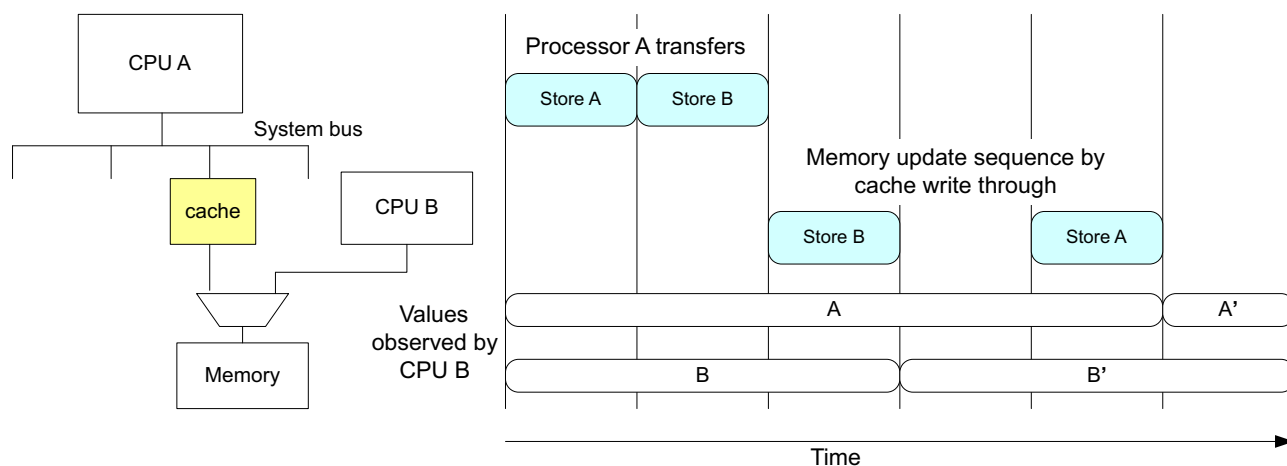 CPU A
System bus
cache
CPU B
Memory
Processor A transfers
Store A
Store B
Memory update sequence by
cache write through
Store B
Store A
Values
observed by
CPU B
A
A’
B
B'
Time